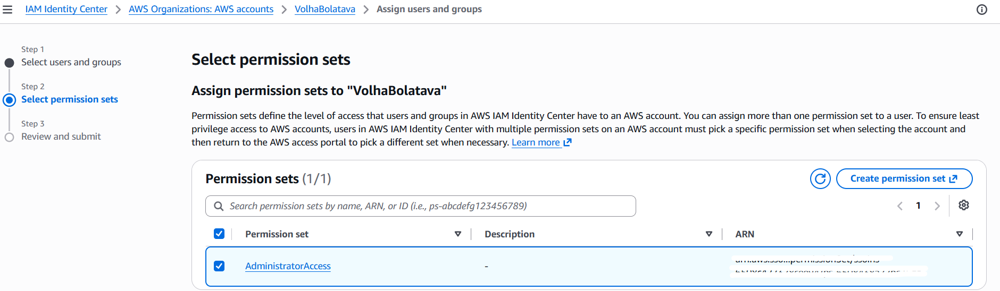 IAM Identity Center > AWS Organizations: AWS accounts > VolhaBolatava > Assign users and groups
Step 1
Select users and groups
Step 2
Select permission sets
Step 3
Review and submit
Select permission sets
Assign permission sets to "VolhaBolatava"
Permission sets define the level of access that users and groups in AWS IAM Identity Center have to an AWS account. You can assign more than one permission set to a user. To ensure least
privilege access to AWS accounts, users in AWS IAM Identity Center with multiple permission sets on an AWS account must pick a specific permission set when selecting the account and
then return to the AWS access portal to pick a different set when necessary. Learn more
Permission sets (1/1)
Create permission set
Search permission sets by name, ARN, or ID (i.e., ps-abcdefg123456789)
1
Permission set Description ARN
AdministratorAccess -